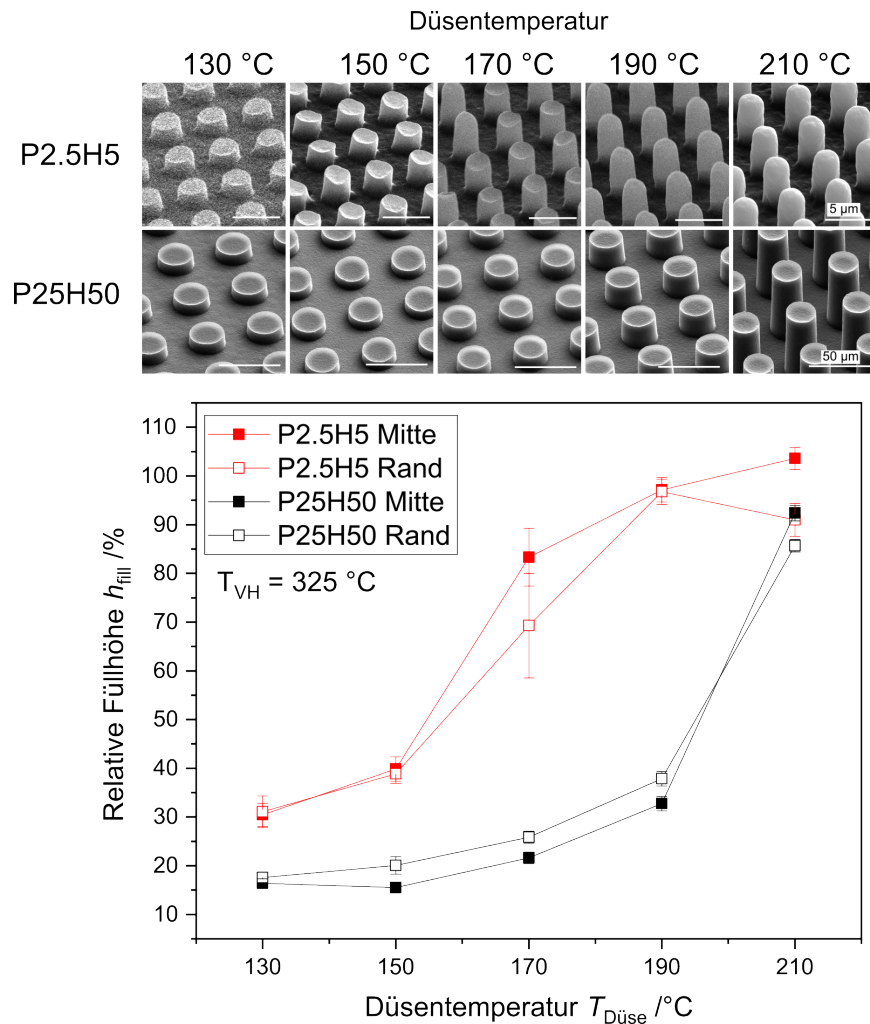 Düsentemperatur
130 °C 150 °C 170 °C 190 °C 210 °C
P2.5H5
5 µm
P25H50
50 µm
P2.5H5 Mitte
P2.5H5 Rand
P25H50 Mitte
P25H50 Rand
T_VH = 325 °C
Relative Füllhöhe h_fill /%
110
100
90
80
70
60
50
40
30
20
10
130 150 170 190 210
Düsentemperatur T_Düse /°C